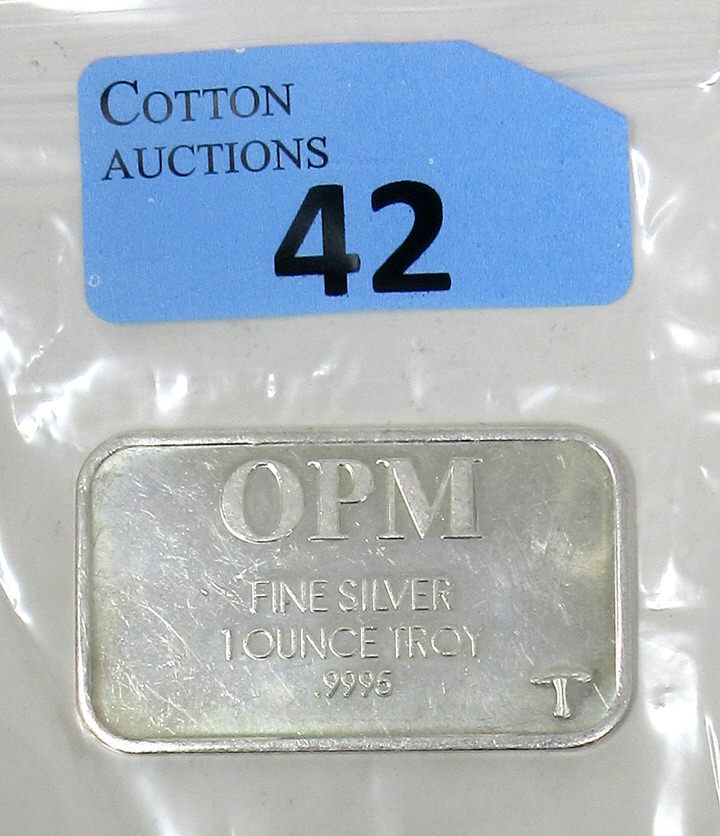 COTTON
AUCTIONS
42
OPM
FINE SILVER
1 OUNCE TROY
.9995